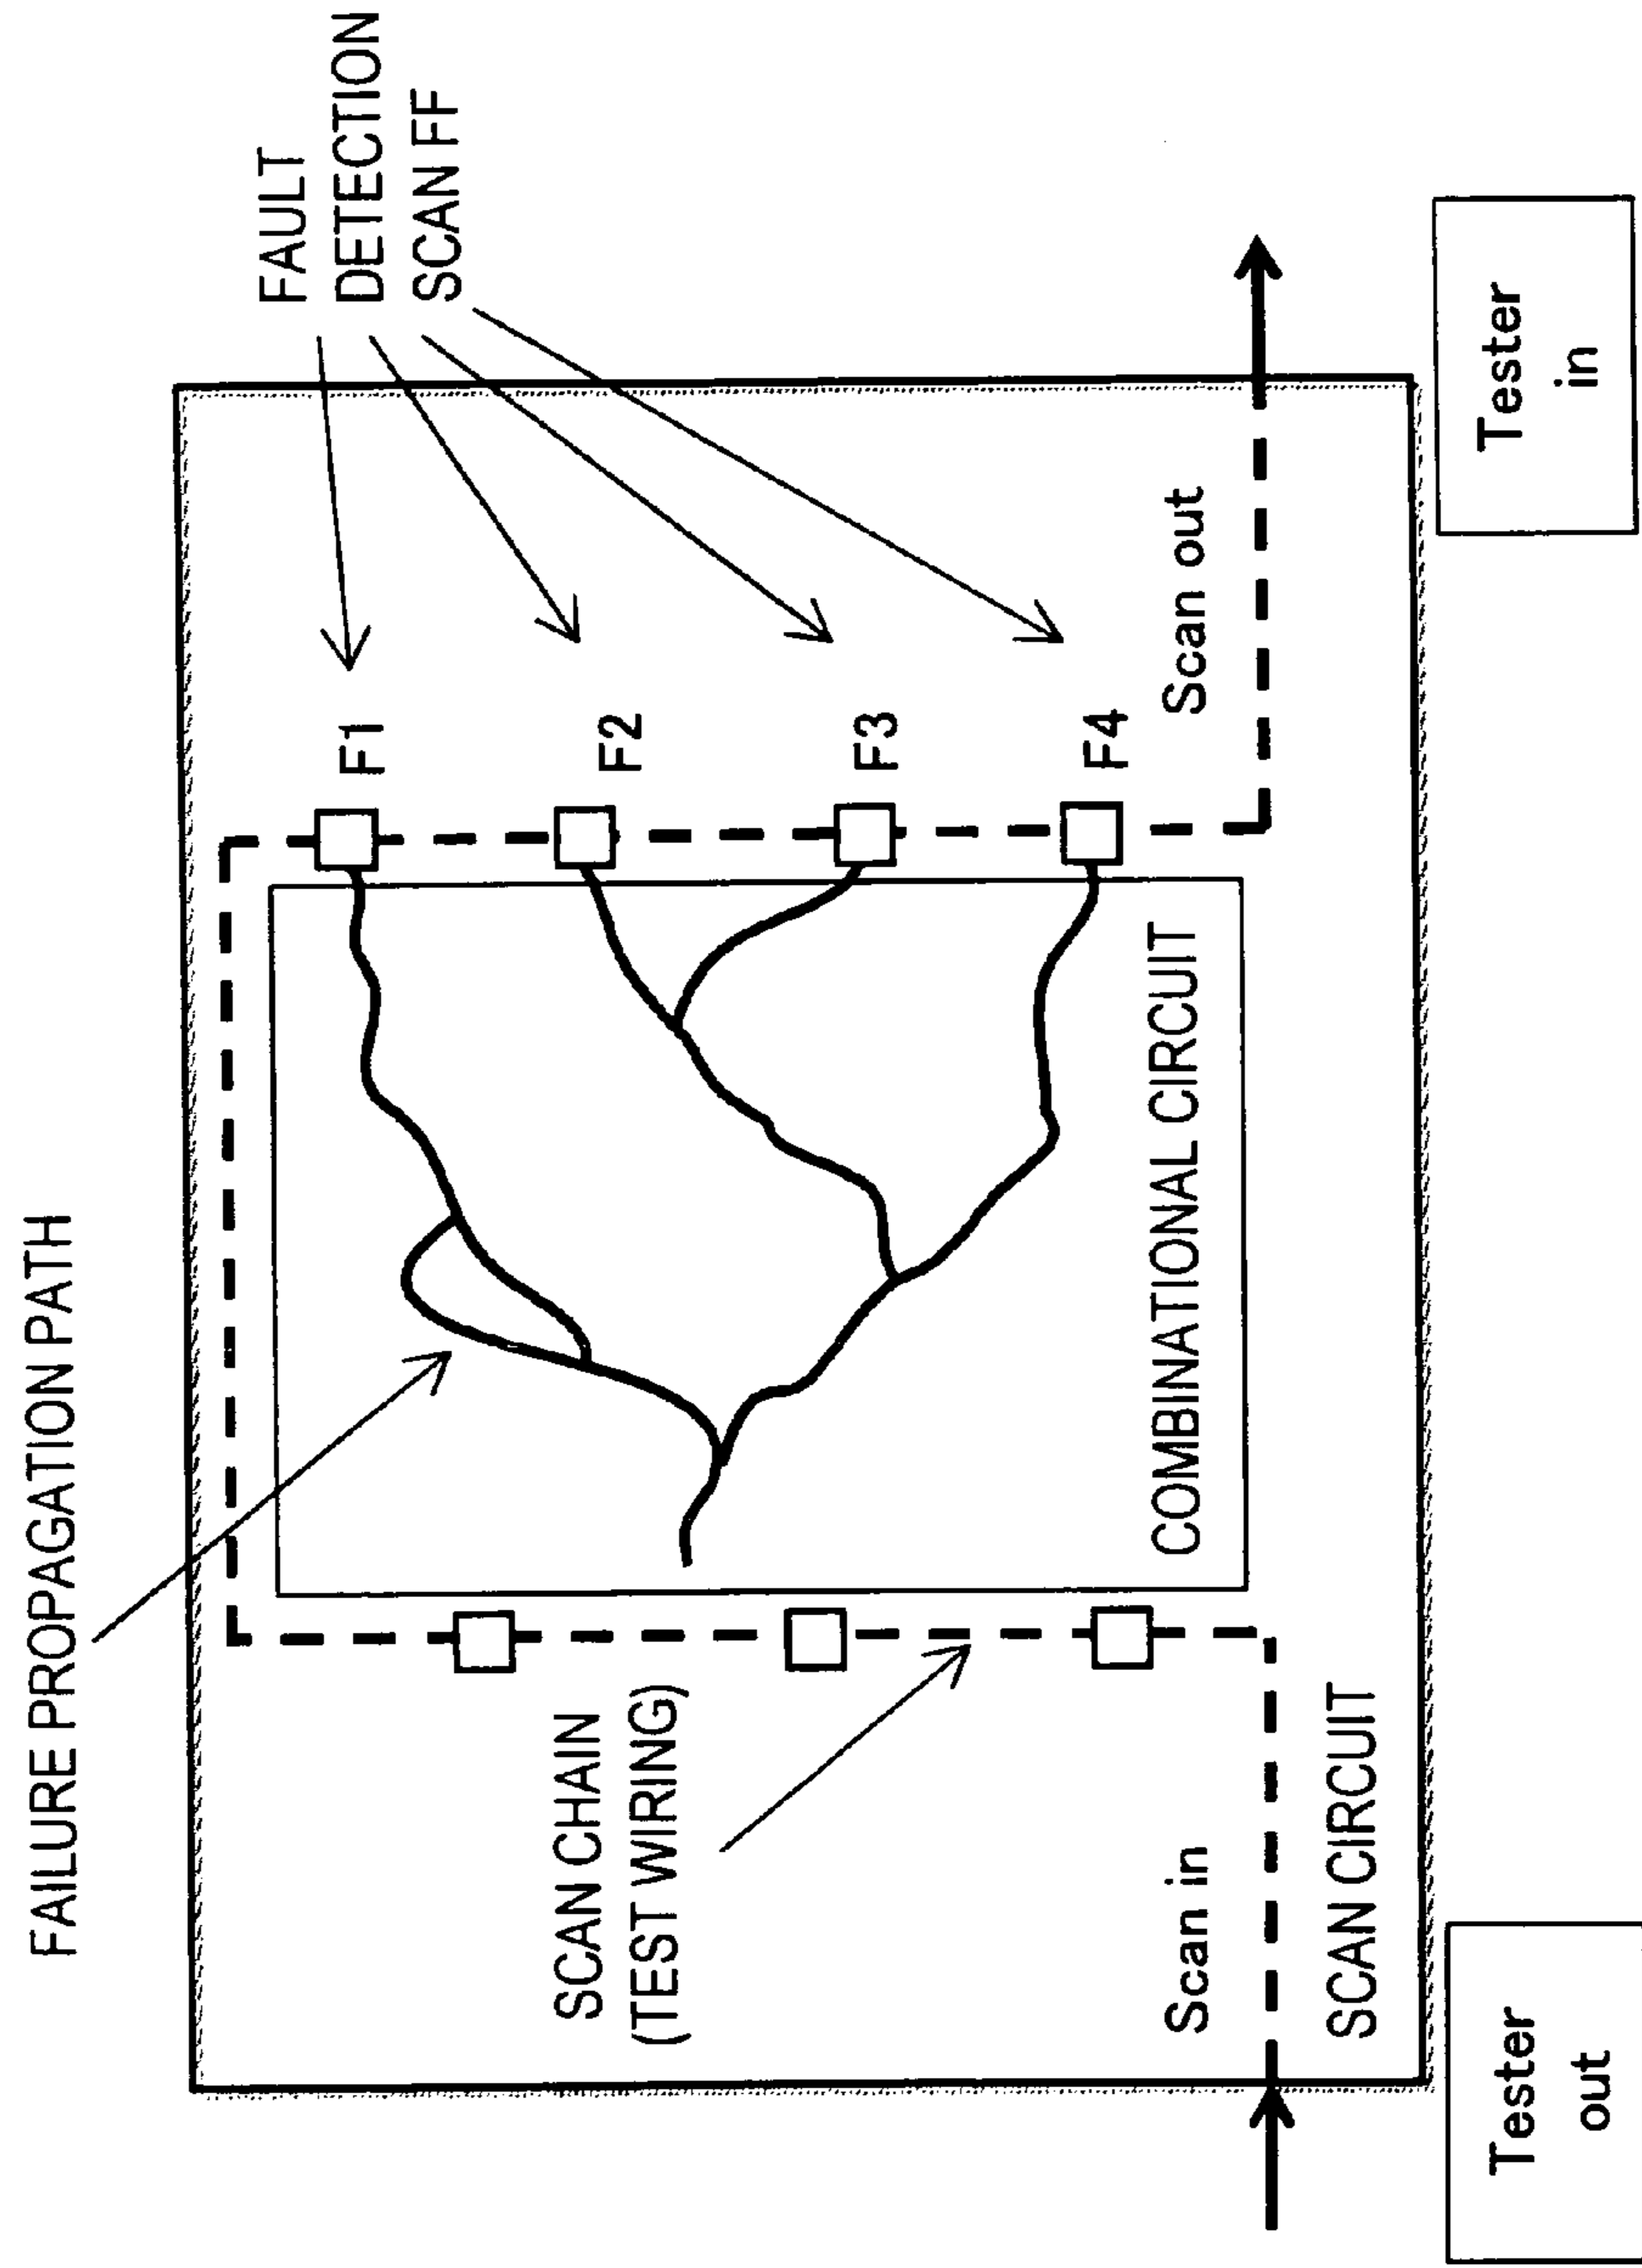 FAILURE PROPAGATION PATH
FAULT
DETECTION
SCAN FF
F1
F2
F3
F4
SCAN CHAIN
(TEST WIRING)
COMBINATIONAL CIRCUIT
Scan in
Scan out
SCAN CIRCUIT
Tester
out
Tester
in